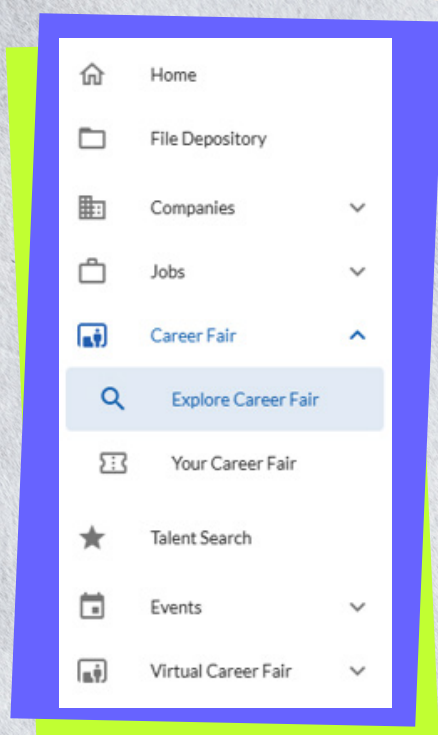 Home
File Depository
Companies
Jobs
Career Fair
Explore Career Fair
Your Career Fair
Talent Search
Events
Virtual Career Fair